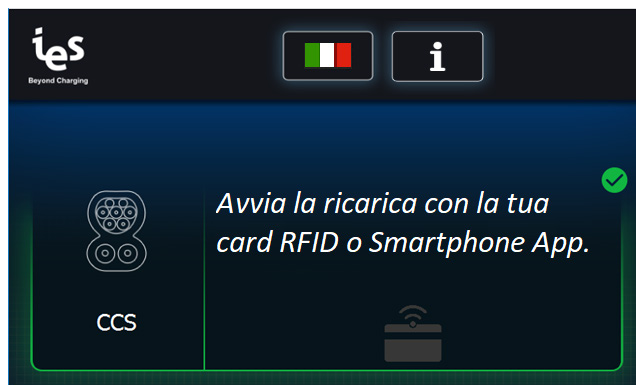 ies
Beyond Charging
i
Avvia la ricarica con la tua
card RFID o Smartphone App.
CCS